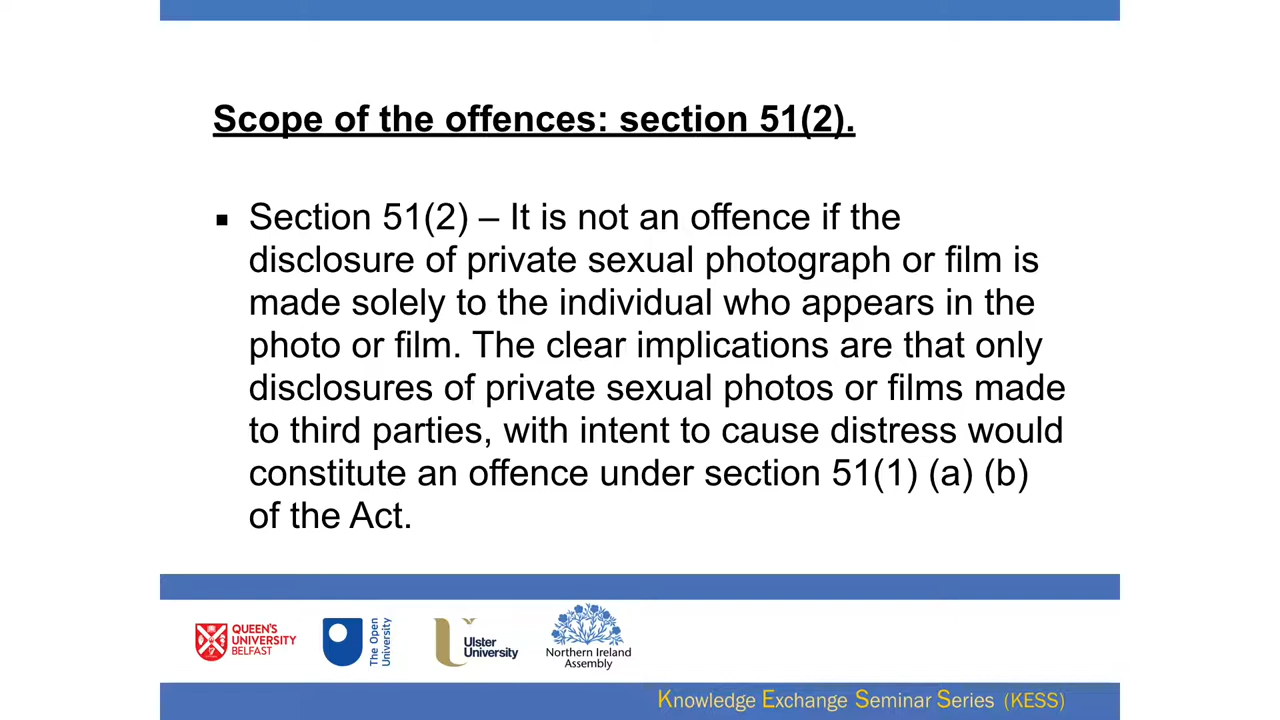 Scope of the offences: section 51(2).
▪ Section 51(2) – It is not an offence if the
disclosure of private sexual photograph or film is
made solely to the individual who appears in the
photo or film. The clear implications are that only
disclosures of private sexual photos or films made
to third parties, with intent to cause distress would
constitute an offence under section 51(1) (a) (b)
of the Act.
QUEEN'S
UNIVERSITY
BELFAST
The Open
University
Ulster
University
Northern Ireland
Assembly
Knowledge Exchange Seminar Series (KESS)